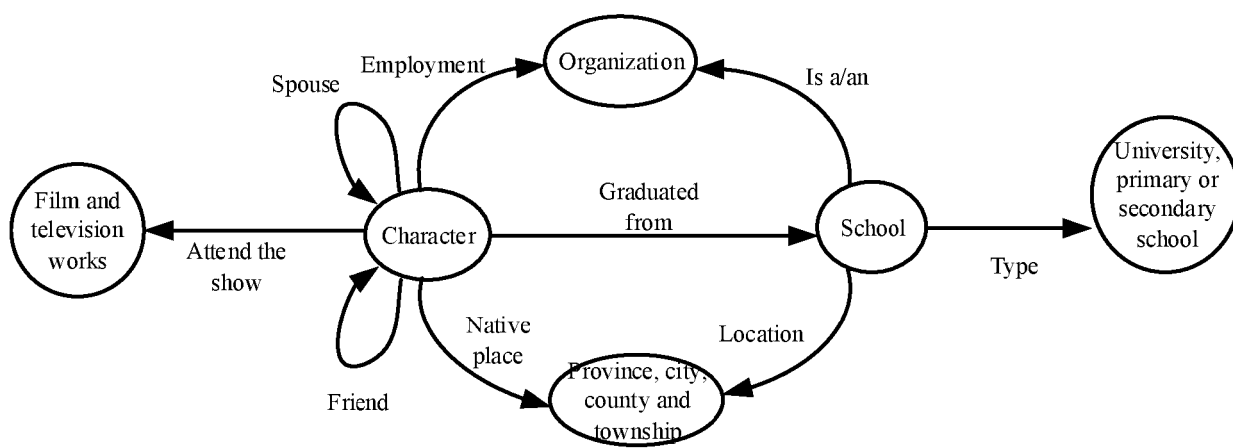 Employment
Organization
Is a/an
Spouse
University,
primary or
secondary
school
Film and
television
works
Graduated
from
Character
School
Attend the
show
Type
Native
place
Location
Province, city,
county and
township
Friend